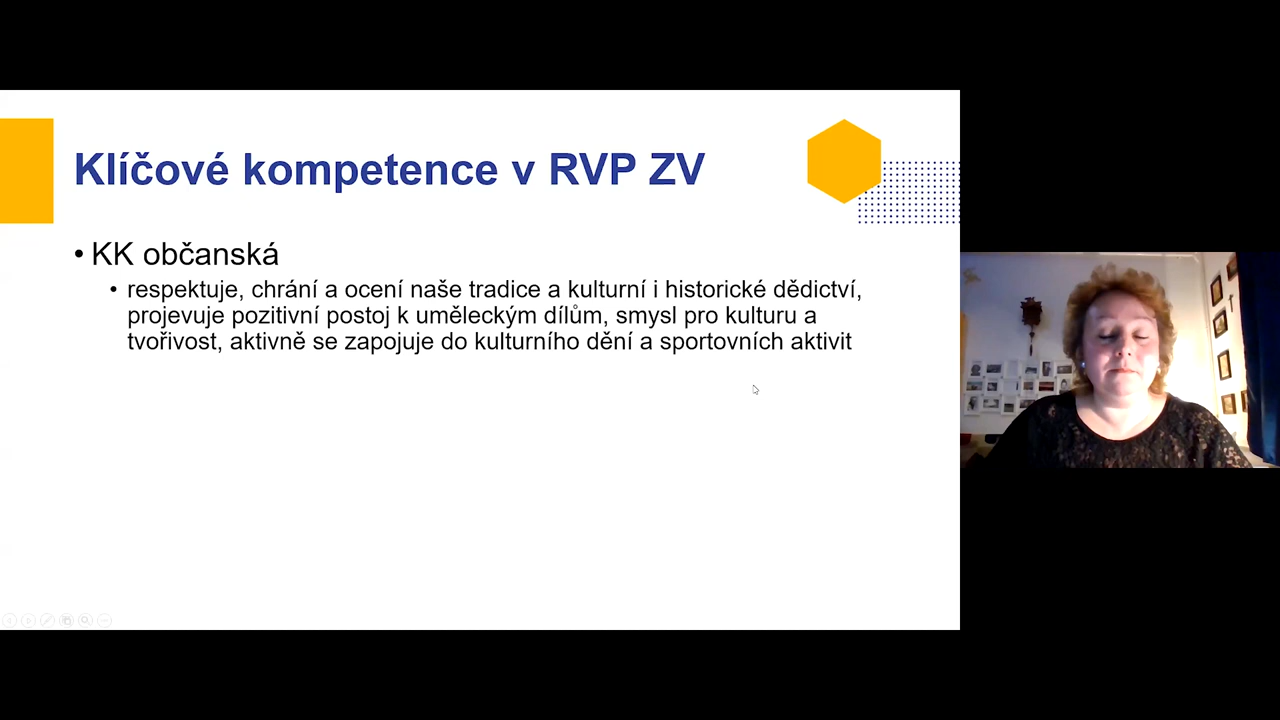 Klíčové kompetence v RVP ZV
• KK občanská
• respektuje, chrání a ocení naše tradice a kulturní i historické dědictví,
projevuje pozitivní postoj k uměleckým dílům, smysl pro kulturu a
tvořivost, aktivně se zapojuje do kulturního dění a sportovních aktivit